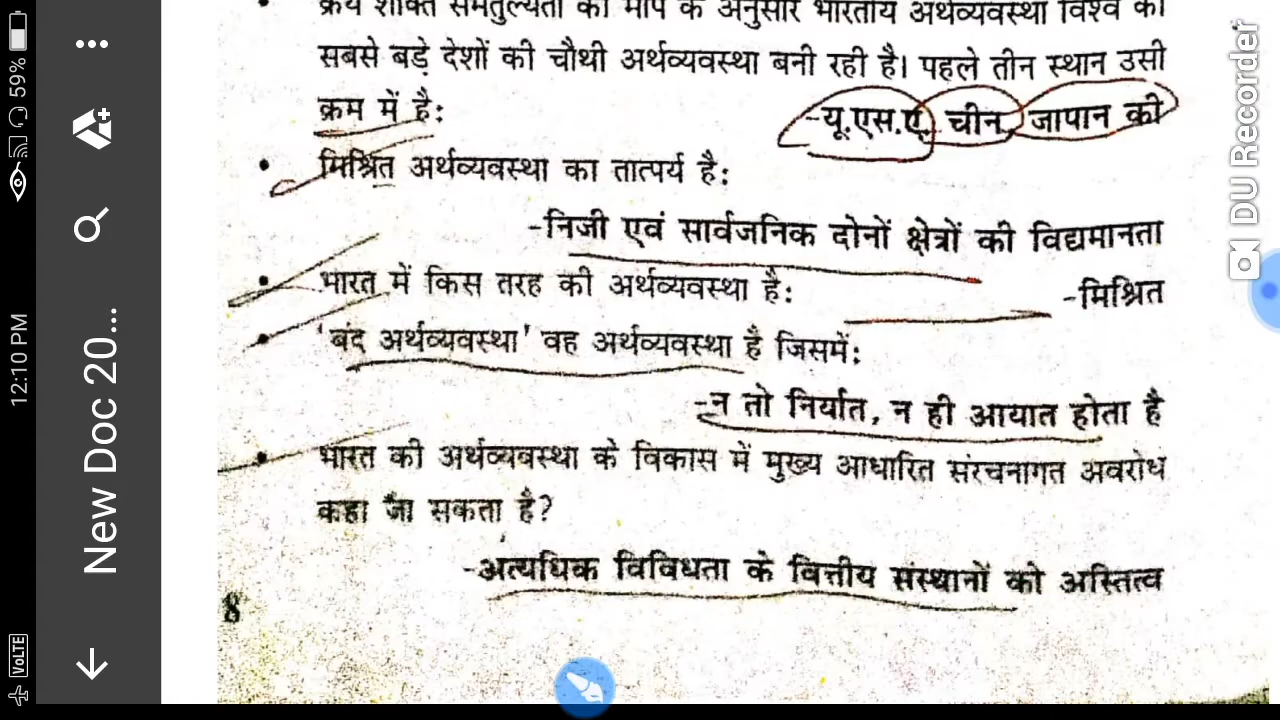 क्रय शक्ति समतुल्यता की माप के अनुसार भारतीय अर्थव्यवस्था विश्व की
सबसे बड़े देशों की चौथी अर्थव्यवस्था बनी रही है। पहले तीन स्थान उसी
क्रम में है:
-यू.एस.ए. चीन, जापान की
• मिश्रित अर्थव्यवस्था का तात्पर्य है:
-निजी एवं सार्वजनिक दोनों क्षेत्रों की विद्यमानता
• भारत में किस तरह की अर्थव्यवस्था है:
-मिश्रित
• 'बंद अर्थव्यवस्था' वह अर्थव्यवस्था है जिसमें:
-न तो निर्यात, न ही आयात होता है
• भारत की अर्थव्यवस्था के विकास में मुख्य आधारित संरचनागत अवरोध
कहा जा सकता है?
-अत्यधिक विविधता के वित्तीय संस्थानों को अस्तित्व
8
59%
12:10 PM
VoLTE
New Doc 20...
DU Recorder